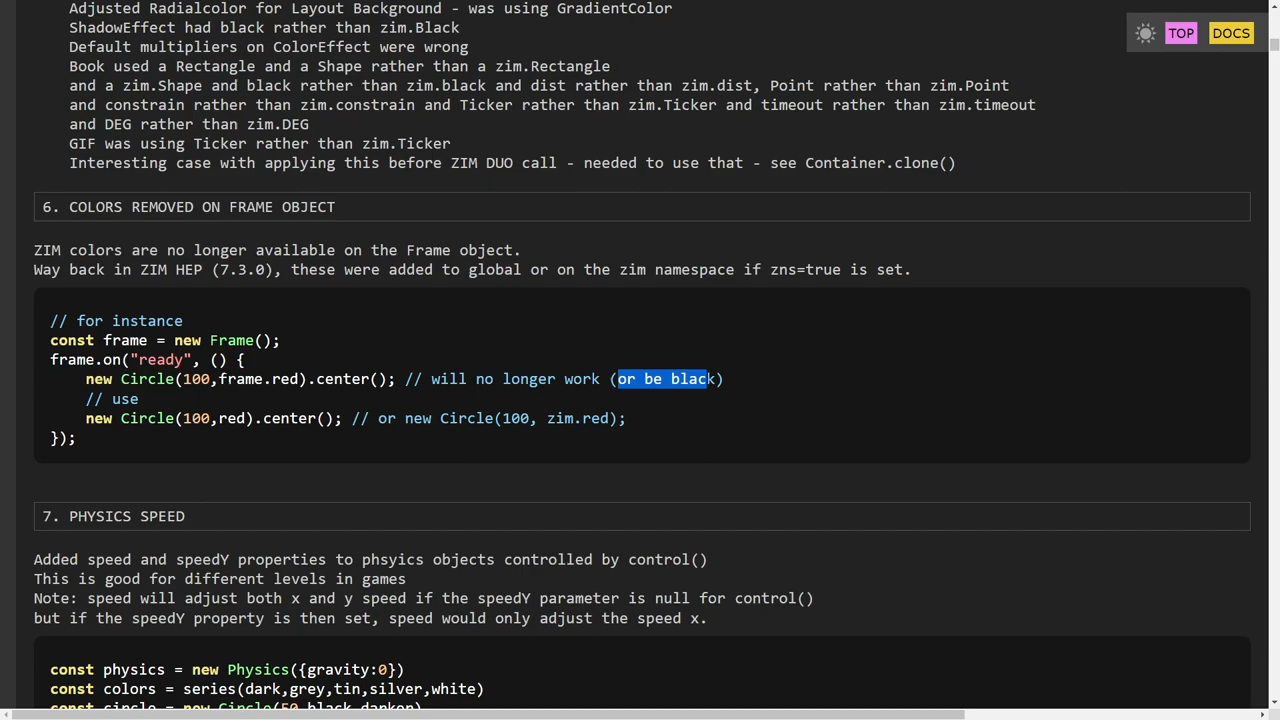 Adjusted Radialcolor for Layout Background - was using GradientColor
ShadowEffect had black rather than zim.Black
Default multipliers on ColorEffect were wrong
Book used a Rectangle and a Shape rather than a zim.Rectangle
and a zim.Shape and black rather than zim.black and dist rather than zim.dist, Point rather than zim.Point
and constrain rather than zim.constrain and Ticker rather than zim.Ticker and timeout rather than zim.timeout
and DEG rather than zim.DEG
GIF was using Ticker rather than zim.Ticker
Interesting case with applying this before ZIM DUO call - needed to use that - see Container.clone()
TOP
DOCS
6. COLORS REMOVED ON FRAME OBJECT
ZIM colors are no longer available on the Frame object.
Way back in ZIM HEP (7.3.0), these were added to global or on the zim namespace if zns=true is set.
// for instance
const frame = new Frame();
frame.on("ready", () {
new Circle(100,frame.red).center(); // will no longer work (or be black)
// use
new Circle(100,red).center(); // or new Circle(100, zim.red);
});
7. PHYSICS SPEED
Added speed and speedY properties to phsyics objects controlled by control()
This is good for different levels in games
Note: speed will adjust both x and y speed if the speedY parameter is null for control()
but if the speedY property is then set, speed would only adjust the speed x.
const physics = new Physics({gravity:0})
const colors = series(dark,grey,tin,silver,white)
const circle = new Circle(50,black,darker)